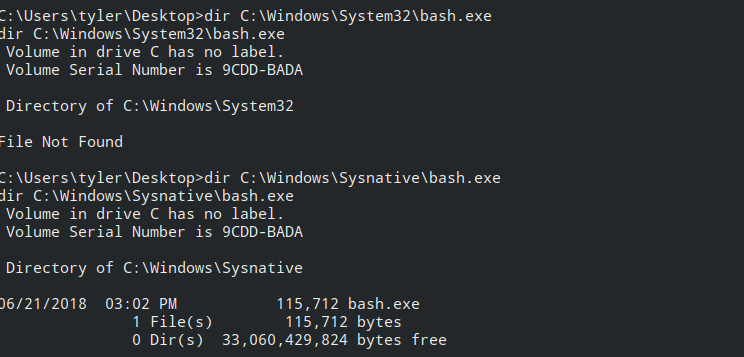 C:\Users\tyler\Desktop>dir C:\Windows\System32\bash.exe
dir C:\Windows\System32\bash.exe
 Volume in drive C has no label.
 Volume Serial Number is 9CDD-BADA
 Directory of C:\Windows\System32
File Not Found
C:\Users\tyler\Desktop>dir C:\Windows\Sysnative\bash.exe
dir C:\Windows\Sysnative\bash.exe
 Volume in drive C has no label.
 Volume Serial Number is 9CDD-BADA
 Directory of C:\Windows\Sysnative
06/21/2018  03:02 PM           115,712 bash.exe
               1 File(s)        115,712 bytes
               0 Dir(s)  33,060,429,824 bytes free